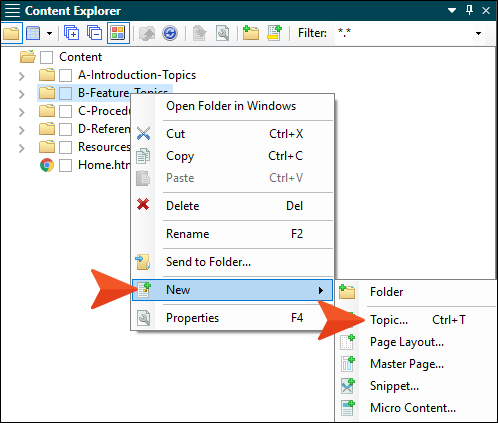 Content Explorer
Filter: *.*
Content
A-Introduction-Topics
B-Feature-Topics
C-Procedu
D-Referen
Resources
Home.htm
Open Folder in Windows
Cut Ctrl+X
Copy Ctrl+C
Paste Ctrl+V
Delete Del
Rename F2
Send to Folder...
New
Properties F4
Folder
Topic... Ctrl+T
Page Layout...
Master Page...
Snippet...
Micro Content...